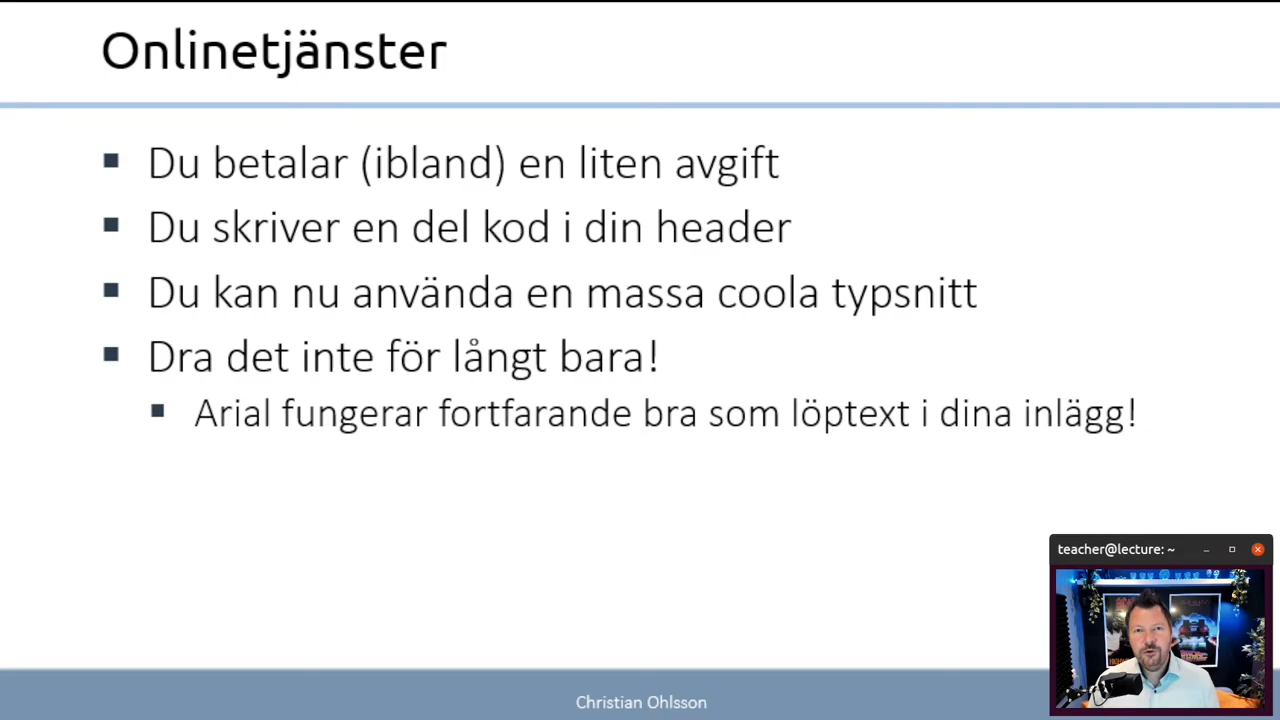 Onlinetjänster
Du betalar (ibland) en liten avgift
Du skriver en del kod i din header
Du kan nu använda en massa coola typsnitt
Dra det inte för långt bara!
Arial fungerar fortfarande bra som löptext i dina inlägg!
teacher@lecture: ~
Christian Ohlsson